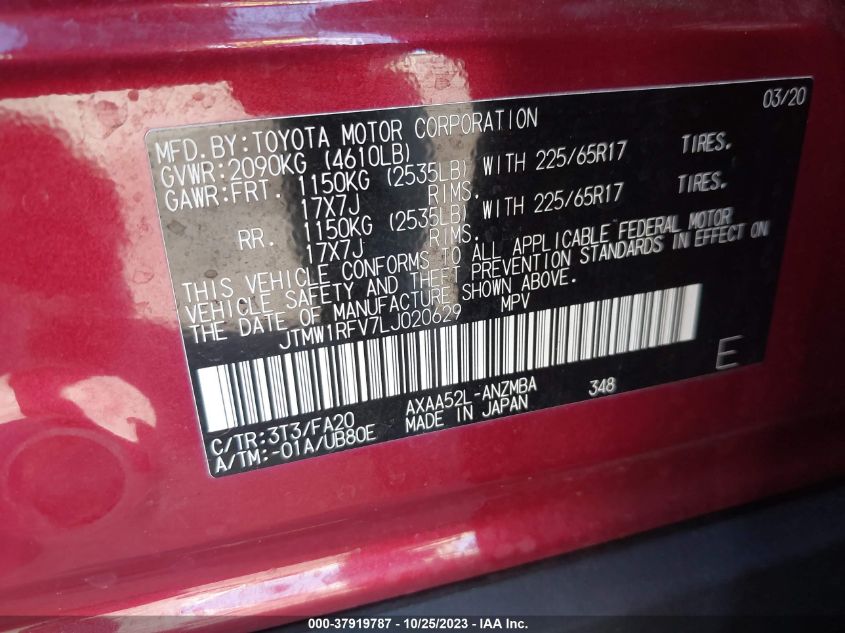 03/20
MFD.BY:TOYOTA MOTOR CORPORATION
GVWR:2090KG (4610LB)
GAWR:FRT. 1150KG (2535LB) WITH 225/65R17 TIRES.
17X7J RIMS.
RR. 1150KG (2535LB) WITH 225/65R17 TIRES.
17X7J RIMS.
THIS VEHICLE CONFORMS TO ALL APPLICABLE FEDERAL MOTOR
VEHICLE SAFETY AND THEFT PREVENTION STANDARDS IN EFFECT ON
THE DATE OF MANUFACTURE SHOWN ABOVE.
JTMW1RFV7LJ020629 MPV
E
C/TR:3T3/FA20 AXAA52L-ANZMBA 348
A/TM:-01A/UB80E MADE IN JAPAN
000-37919787 - 10/25/2023 - IAA Inc.